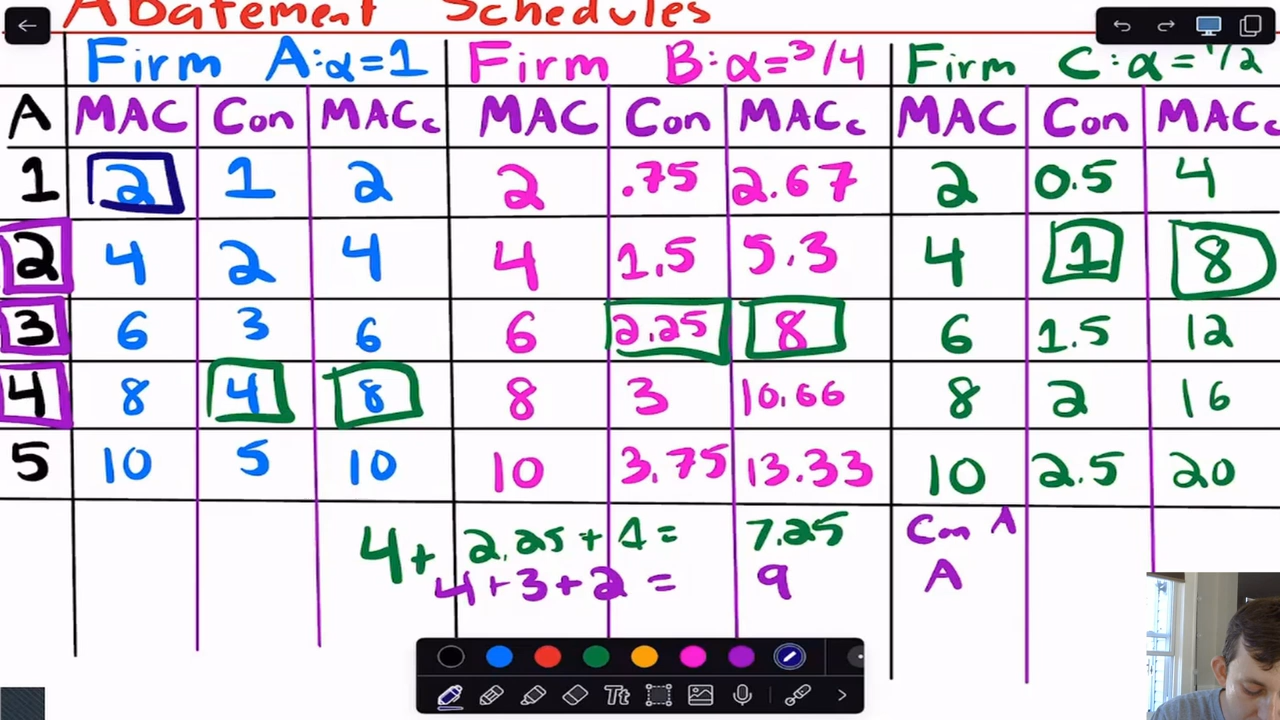 Abatement Schedules
Firm A:α=1 Firm B:α=3/4 Firm C:α=1/2
A MAC Con MACc MAC Con MACc MAC Con MACc
1 2 1 2 2 .75 2.67 2 0.5 4
2 4 2 4 4 1.5 5.3 4 1 8
3 6 3 6 6 2.25 8 6 1.5 12
4 8 4 8 8 3 10.66 8 2 16
5 10 5 10 10 3.75 13.33 10 2.5 20
4+ 2.25+1= 7.25 Con A
4+3+2= 9 A
Tt